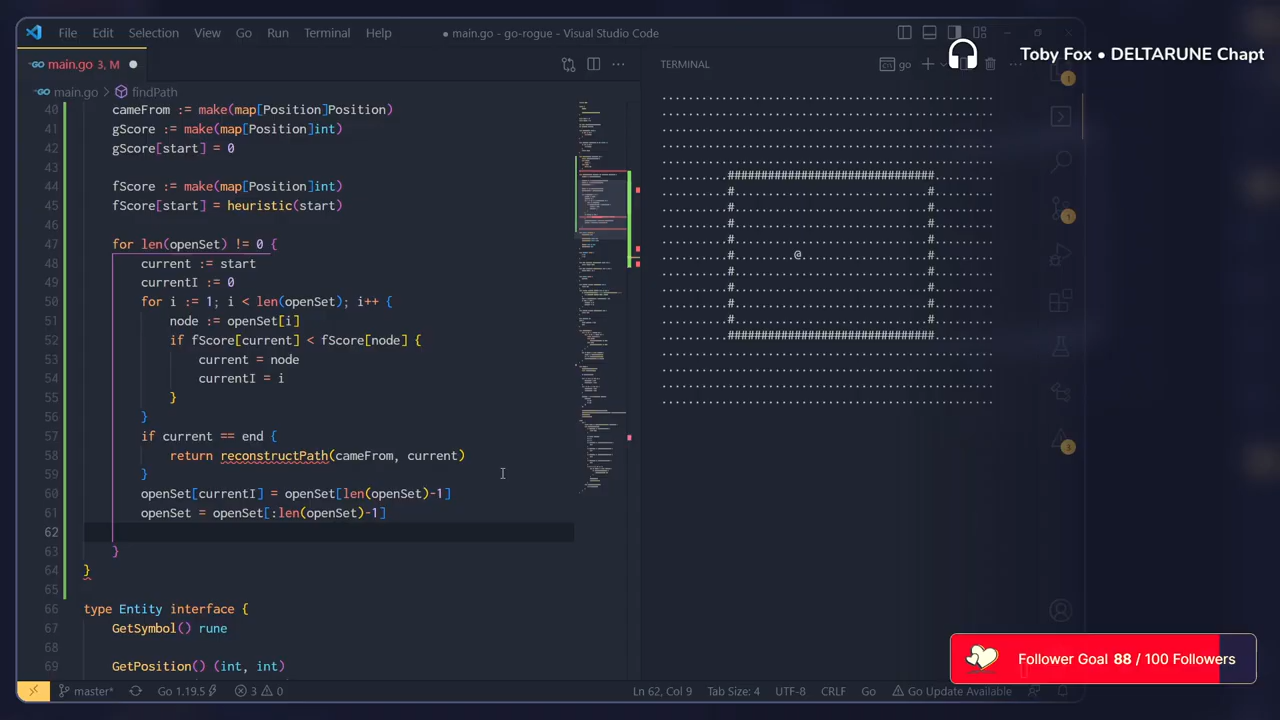 File Edit Selection View Go Run Terminal Help
● main.go - go-rogue - Visual Studio Code
Toby Fox • DELTARUNE Chapt
main.go 3, M
TERMINAL
go
main.go > findPath
40 cameFrom := make(map[Position]Position)
41 gScore := make(map[Position]int)
42 gScore[start] = 0
43
44 fScore := make(map[Position]int)
45 fScore[start] = heuristic(start)
46
47 for len(openSet) != 0 {
48 current := start
49 currentI := 0
50 for i := 1; i < len(openSet); i++ {
51 node := openSet[i]
52 if fScore[current] < fScore[node] {
53 current = node
54 currentI = i
55 }
56 }
57 if current == end {
58 return reconstructPath(cameFrom, current)
59 }
60 openSet[currentI] = openSet[len(openSet)-1]
61 openSet = openSet[:len(openSet)-1]
62
63 }
64 }
65
66 type Entity interface {
67 GetSymbol() rune
68
69 GetPosition() (int, int)
@
1
1
3
Follower Goal 88 / 100 Followers
master* Go 1.19.5 3 0 Ln 62, Col 9 Tab Size: 4 UTF-8 CRLF Go Go Update Available